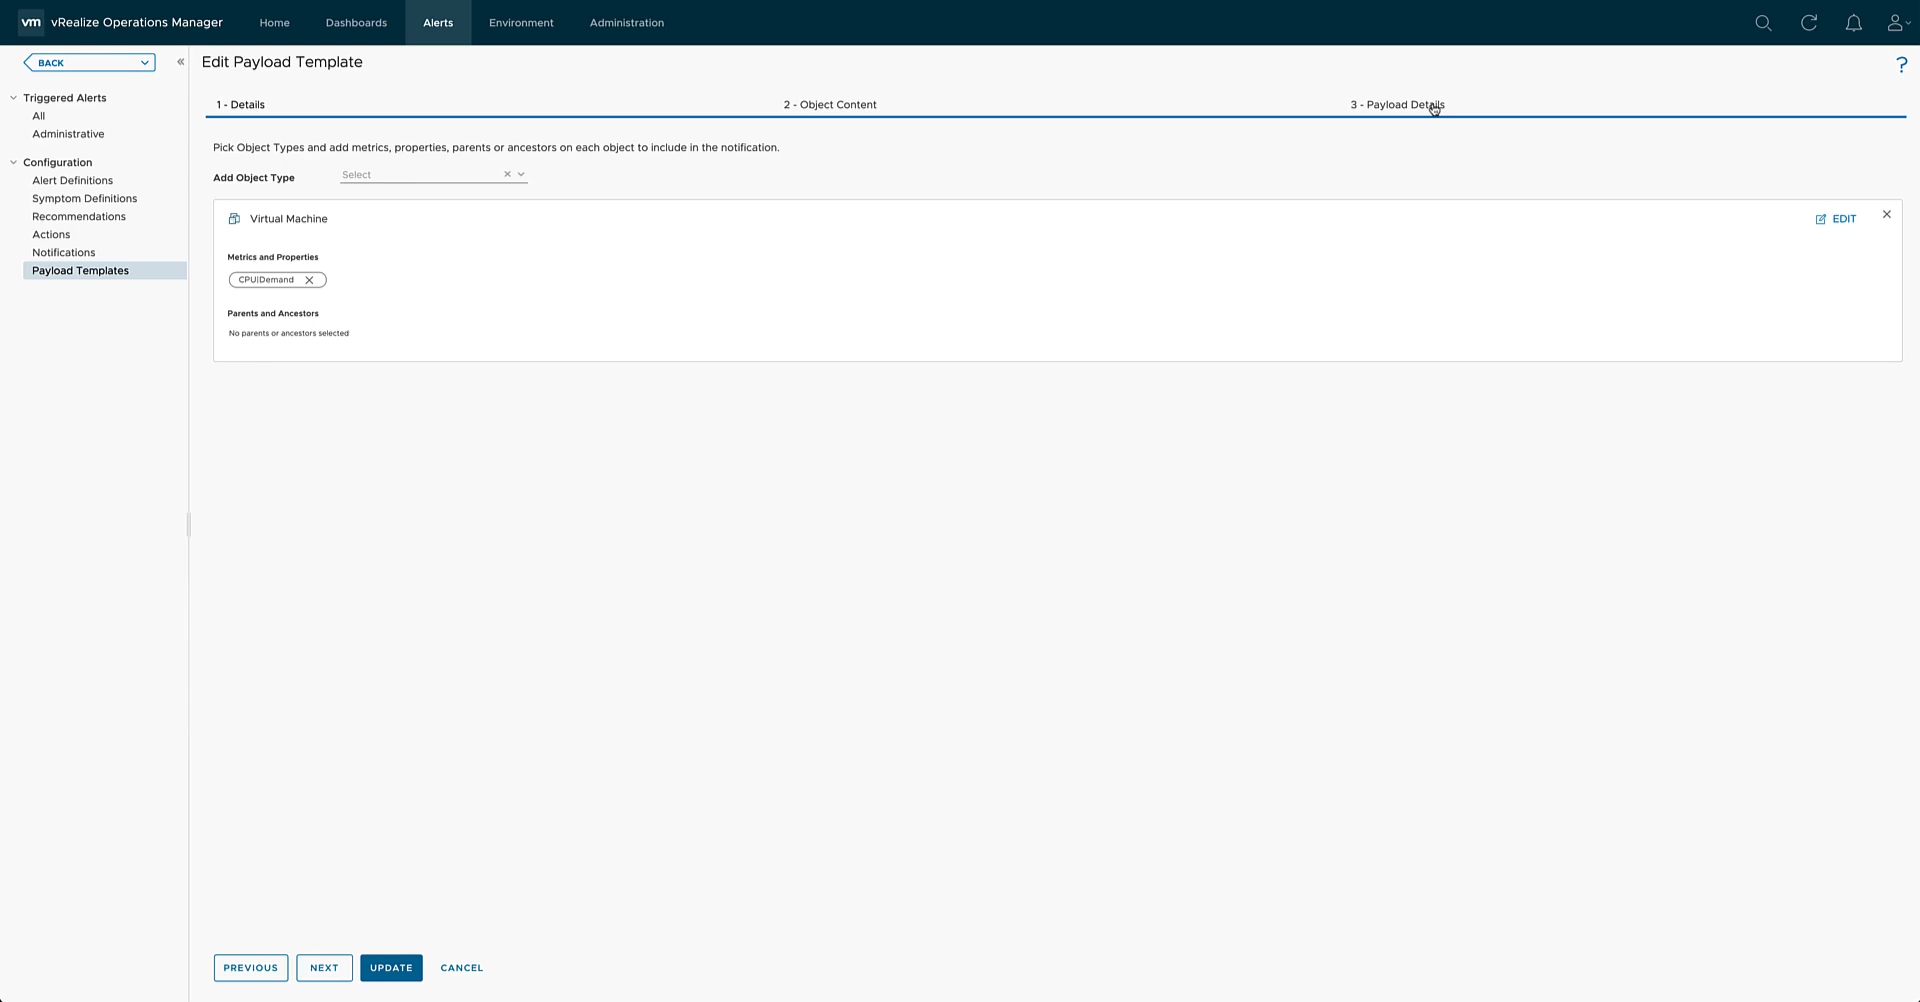 vm vRealize Operations Manager Home Dashboards Alerts Environment Administration
BACK
Edit Payload Template
?
Triggered Alerts
All
Administrative
Configuration
Alert Definitions
Symptom Definitions
Recommendations
Actions
Notifications
Payload Templates
1 - Details 2 - Object Content 3 - Payload Details
Pick Object Types and add metrics, properties, parents or ancestors on each object to include in the notification.
Add Object Type Select
Virtual Machine EDIT
Metrics and Properties
CPU|Demand
Parents and Ancestors
No parents or ancestors selected
PREVIOUS NEXT UPDATE CANCEL